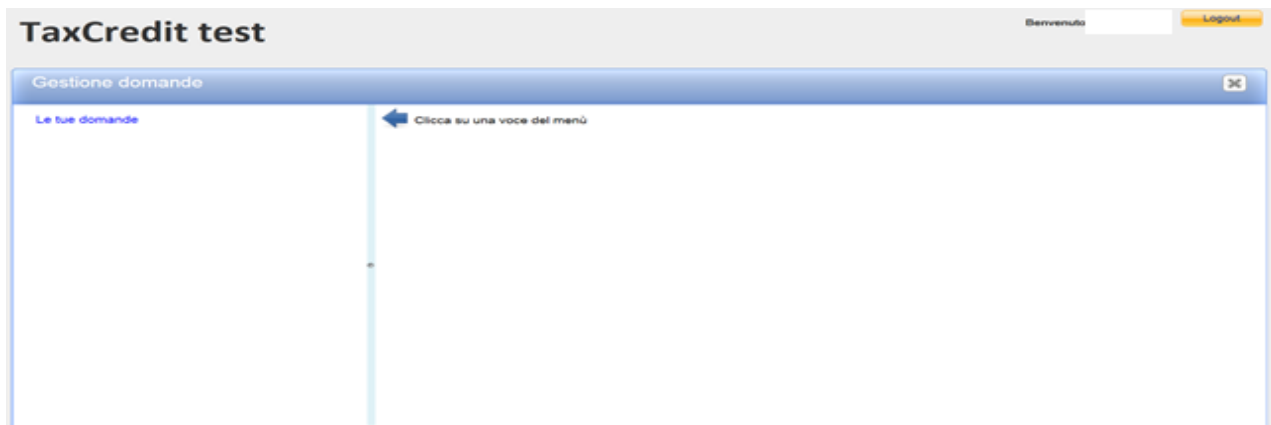 TaxCredit test
Benvenuto
Logout
Gestione domande
Le tue domande
Clicca su una voce del menù